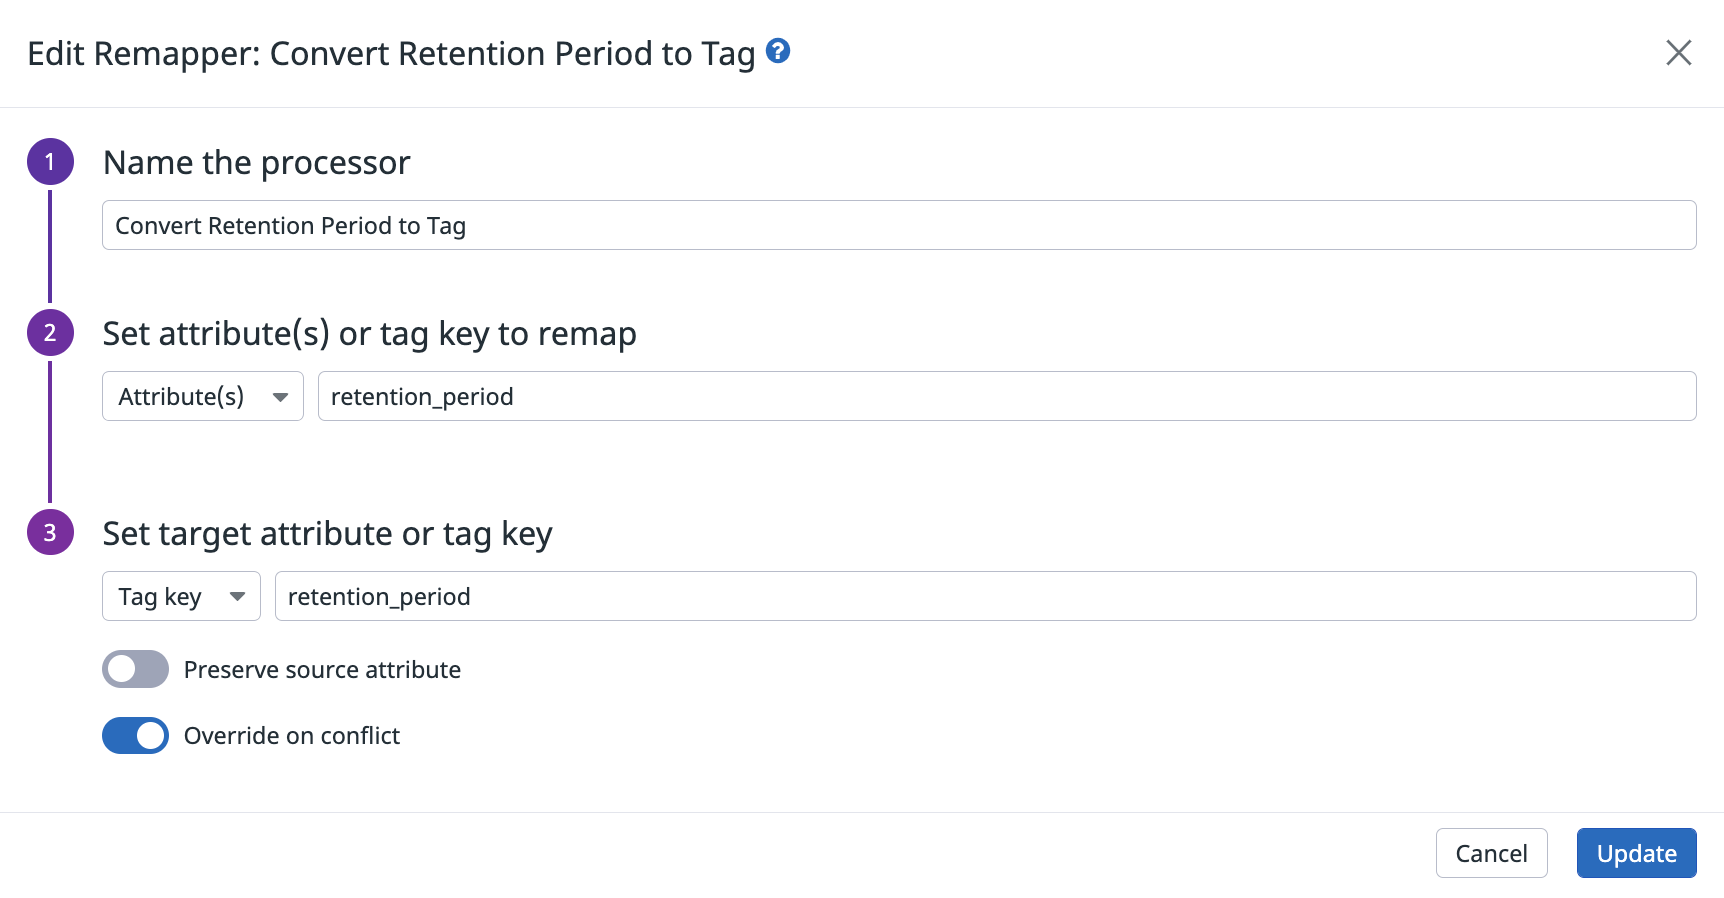 Edit Remapper: Convert Retention Period to Tag ?
1 Name the processor
Convert Retention Period to Tag
2 Set attribute(s) or tag key to remap
Attribute(s) retention_period
3 Set target attribute or tag key
Tag key retention_period
Preserve source attribute
Override on conflict
Cancel Update